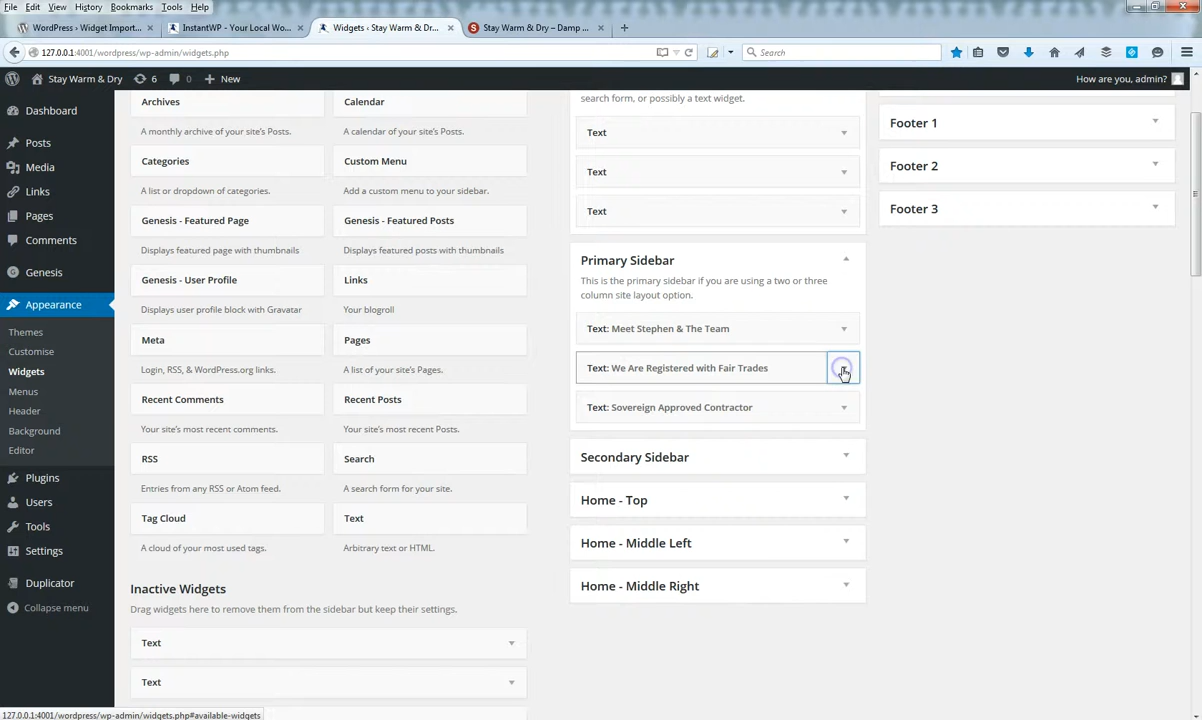 File Edit View History Bookmarks Tools Help
WordPress › Widget Import...
InstantWP - Your Local Wo...
Widgets ‹ Stay Warm & Dr...
Stay Warm & Dry – Damp ...
127.0.0.1:4001/wordpress/wp-admin/widgets.php
Search
Stay Warm & Dry 6 0 New
How are you, admin?
Dashboard
Posts
Media
Links
Pages
Comments
Genesis
Appearance
Themes
Customise
Widgets
Menus
Header
Background
Editor
Plugins
Users
Tools
Settings
Duplicator
Collapse menu
Archives
A monthly archive of your site's Posts.
Calendar
A calendar of your site's Posts.
Categories
A list or dropdown of categories.
Custom Menu
Add a custom menu to your sidebar.
Genesis - Featured Page
Displays featured page with thumbnails
Genesis - Featured Posts
Displays featured posts with thumbnails
Genesis - User Profile
Displays user profile block with Gravatar
Links
Your blogroll
Meta
Login, RSS, & WordPress.org links.
Pages
A list of your site's Pages.
Recent Comments
Your site's most recent comments.
Recent Posts
Your site's most recent Posts.
RSS
Entries from any RSS or Atom feed.
Search
A search form for your site.
Tag Cloud
A cloud of your most used tags.
Text
Arbitrary text or HTML.
Inactive Widgets
Drag widgets here to remove them from the sidebar but keep their settings.
Text
Text
search form, or possibly a text widget.
Text
Text
Text
Primary Sidebar
This is the primary sidebar if you are using a two or three
column site layout option.
Text: Meet Stephen & The Team
Text: We Are Registered with Fair Trades
Text: Sovereign Approved Contractor
Secondary Sidebar
Home - Top
Home - Middle Left
Home - Middle Right
Footer 1
Footer 2
Footer 3
127.0.0.1:4001/wordpress/wp-admin/widgets.php#available-widgets